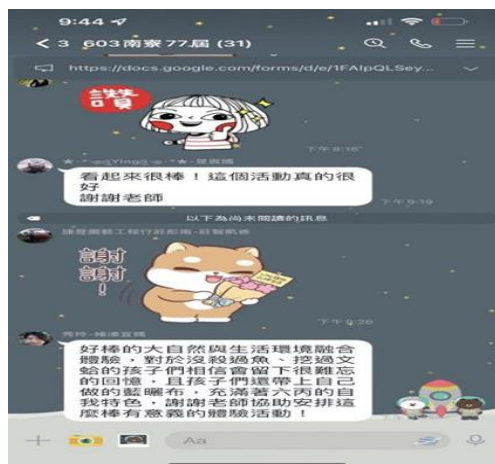 9:44
3 603南寮77屆 (31)
https://docs.google.com/forms/d/e/1FAIpQLSey...
讚
下午 8:16
看起來很棒！這個活動真的很
好
謝謝老師
下午 9:19
以下為尚未閱讀的訊息
謝謝！
下午 9:26
好棒的大自然與生活環境融合
體驗，對於沒殺過魚、挖過文
蛤的孩子們相信會留下很難忘
的回憶，且孩子們還帶上自己
做的藍曬布，充滿著六丙的自
我特色，謝謝老師協助安排這
麼棒有意義的體驗活動！
Aa